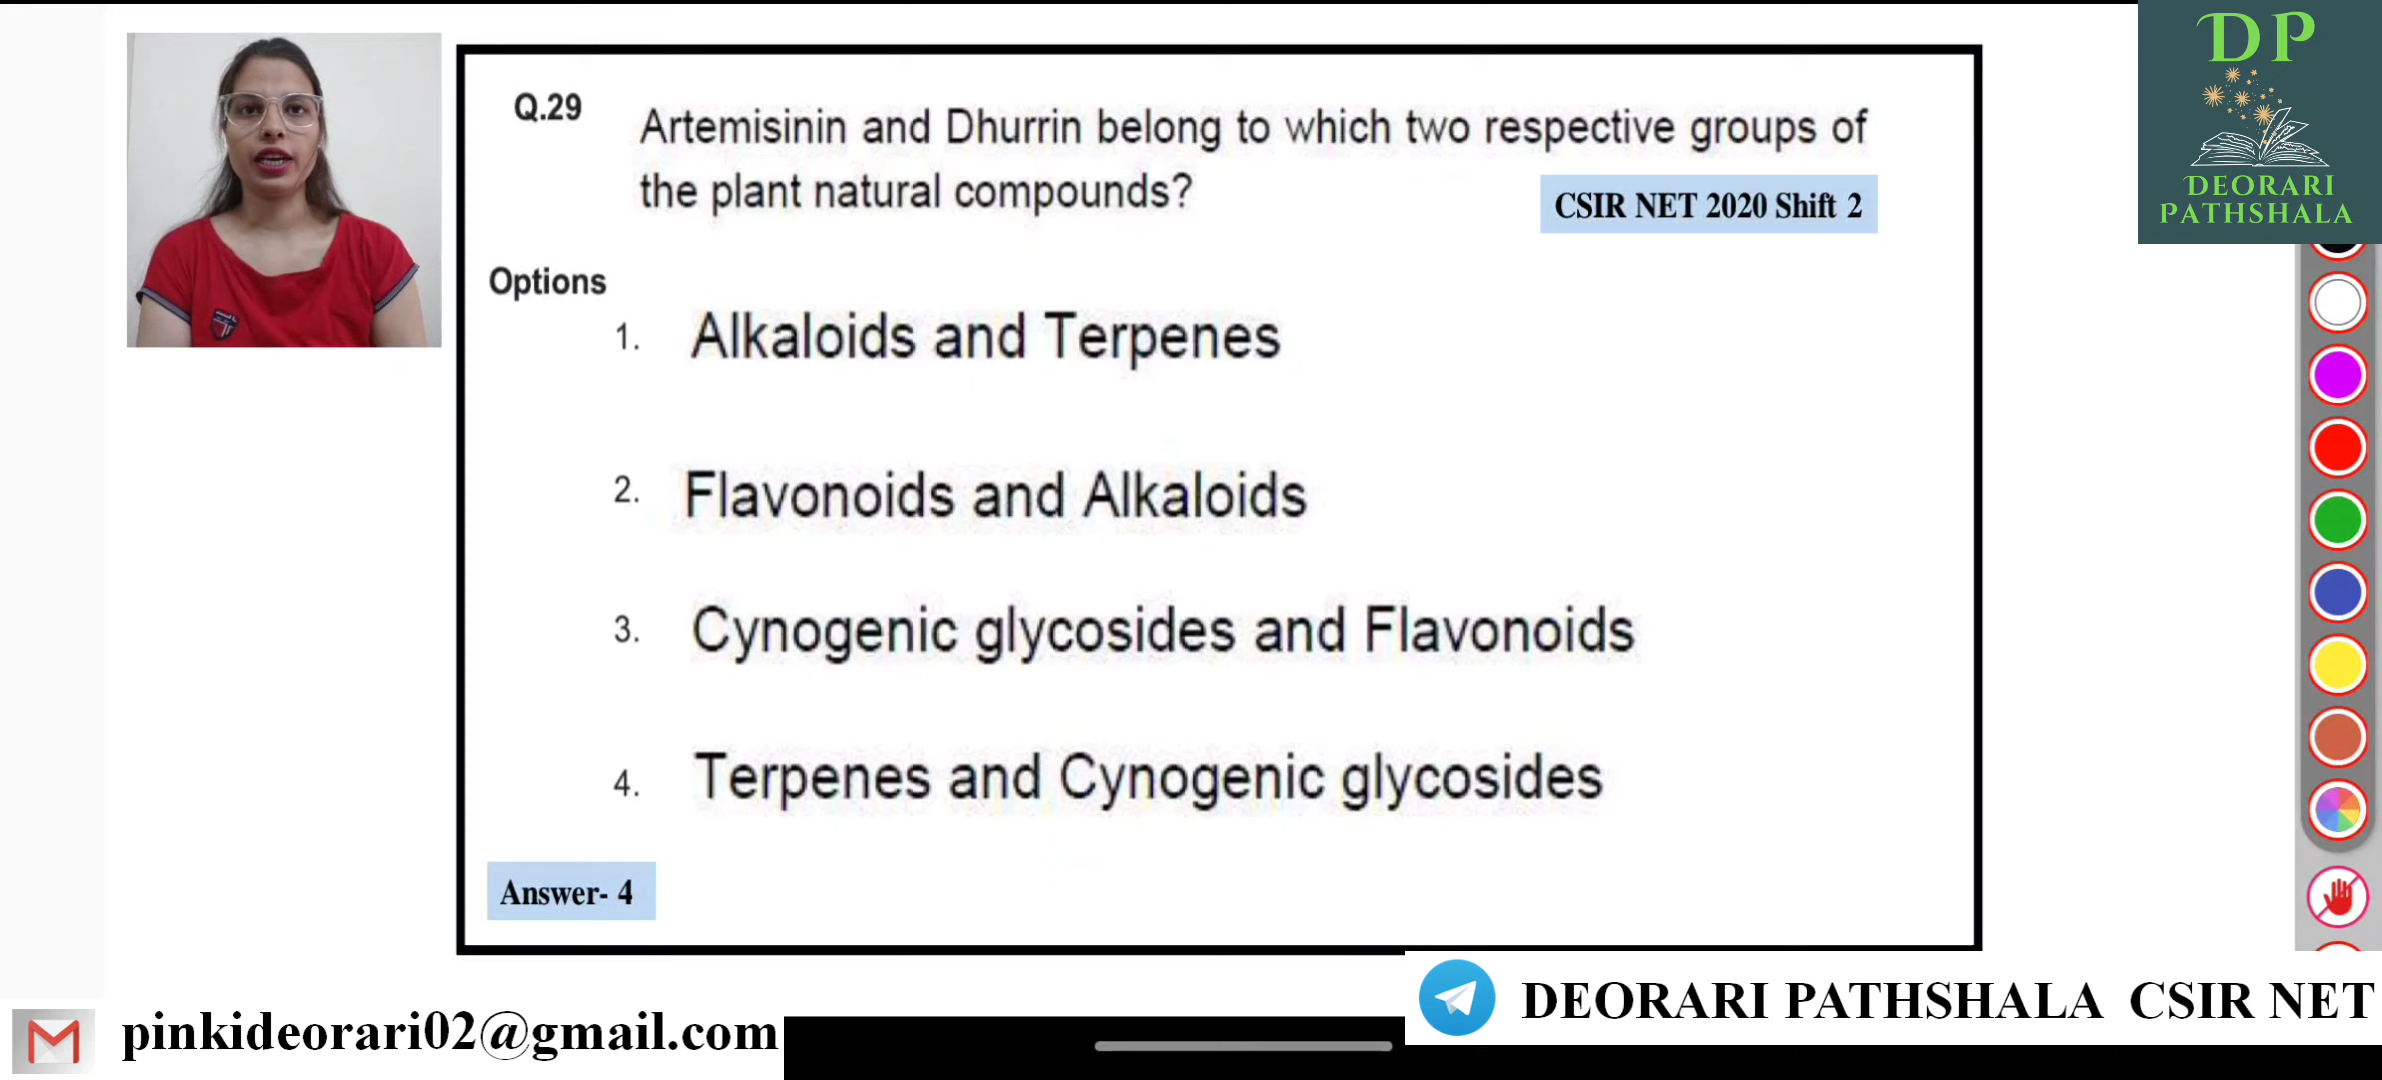 DP
DEORARI
PATHSHALA
Q.29
Artemisinin and Dhurrin belong to which two respective groups of
the plant natural compounds?
CSIR NET 2020 Shift 2
Options
1. Alkaloids and Terpenes
2. Flavonoids and Alkaloids
3. Cynogenic glycosides and Flavonoids
4. Terpenes and Cynogenic glycosides
Answer- 4
DEORARI PATHSHALA CSIR NET
pinkideorari02@gmail.com